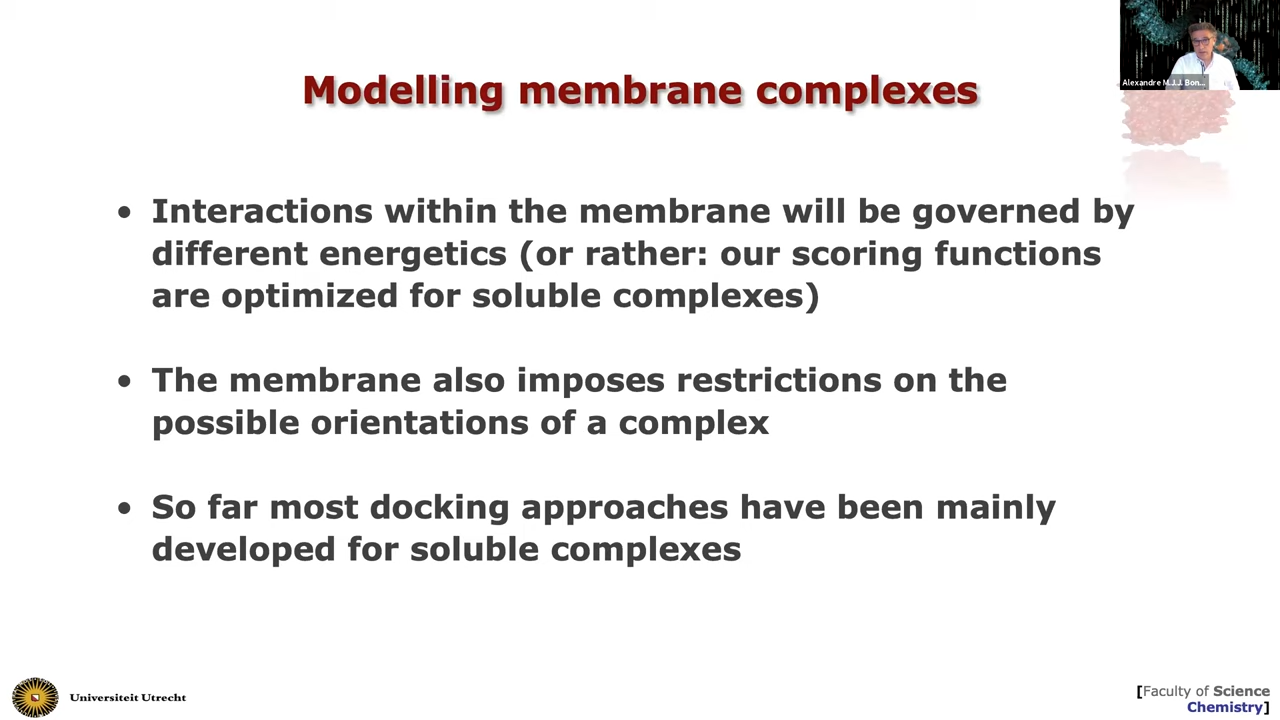 Alexandre M.J.J. Bon...
Modelling membrane complexes
• Interactions within the membrane will be governed by
different energetics (or rather: our scoring functions
are optimized for soluble complexes)
• The membrane also imposes restrictions on the
possible orientations of a complex
• So far most docking approaches have been mainly
developed for soluble complexes
Universiteit Utrecht
[Faculty of Science
Chemistry]